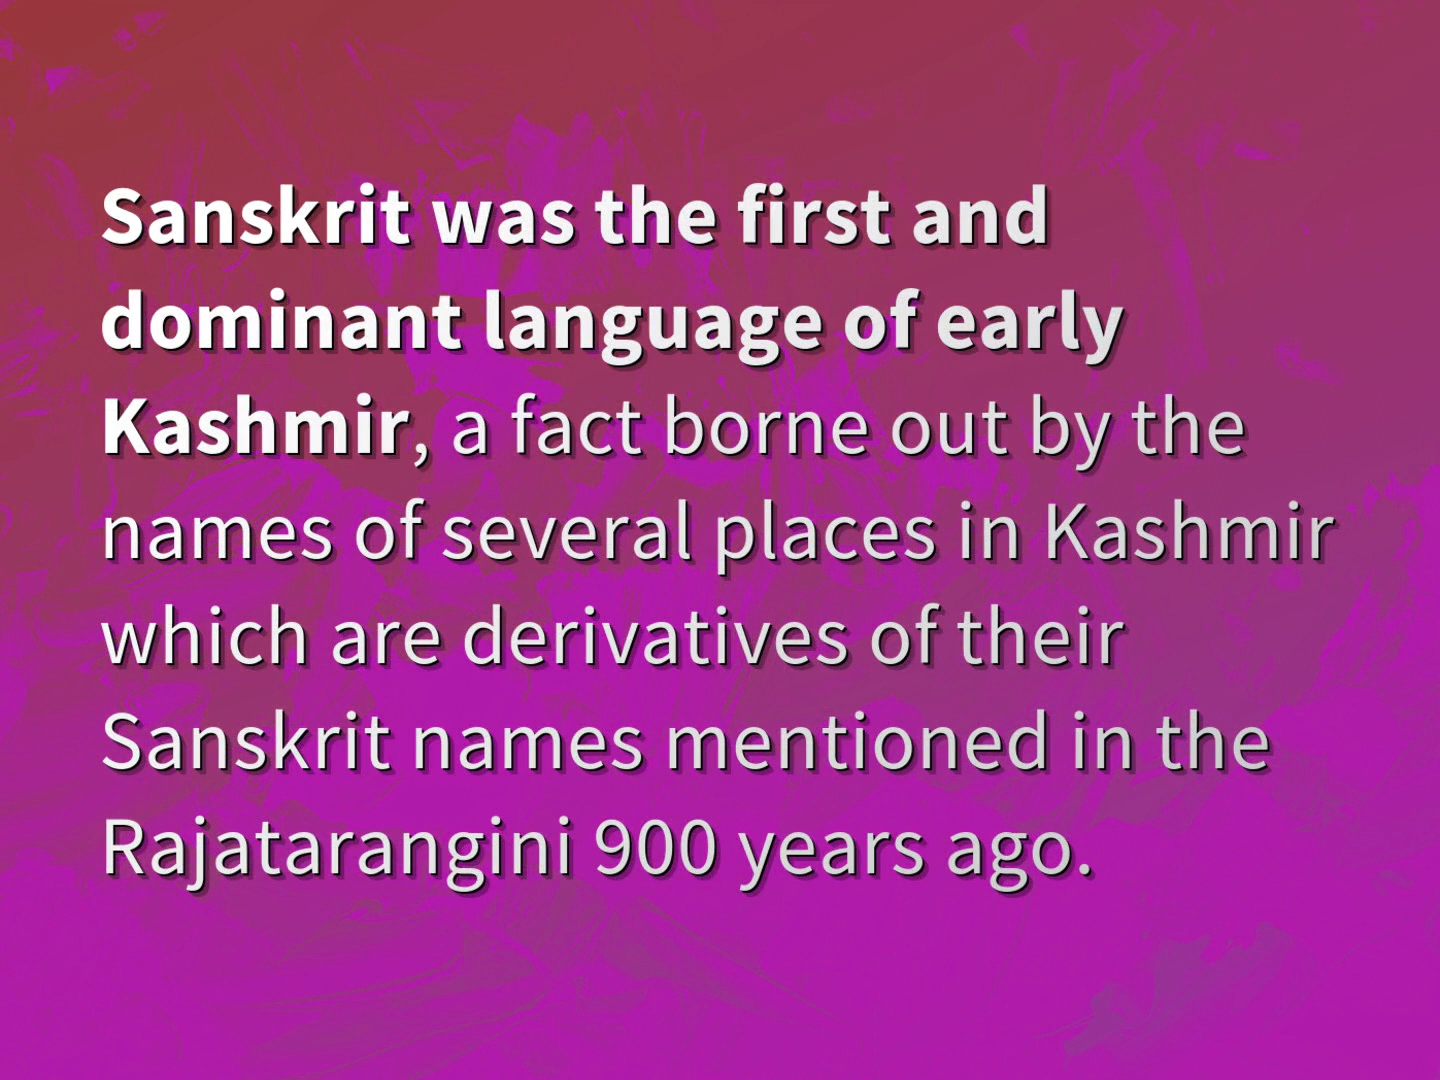 Sanskrit was the first and
dominant language of early
Kashmir, a fact borne out by the
names of several places in Kashmir
which are derivatives of their
Sanskrit names mentioned in the
Rajatarangini 900 years ago.